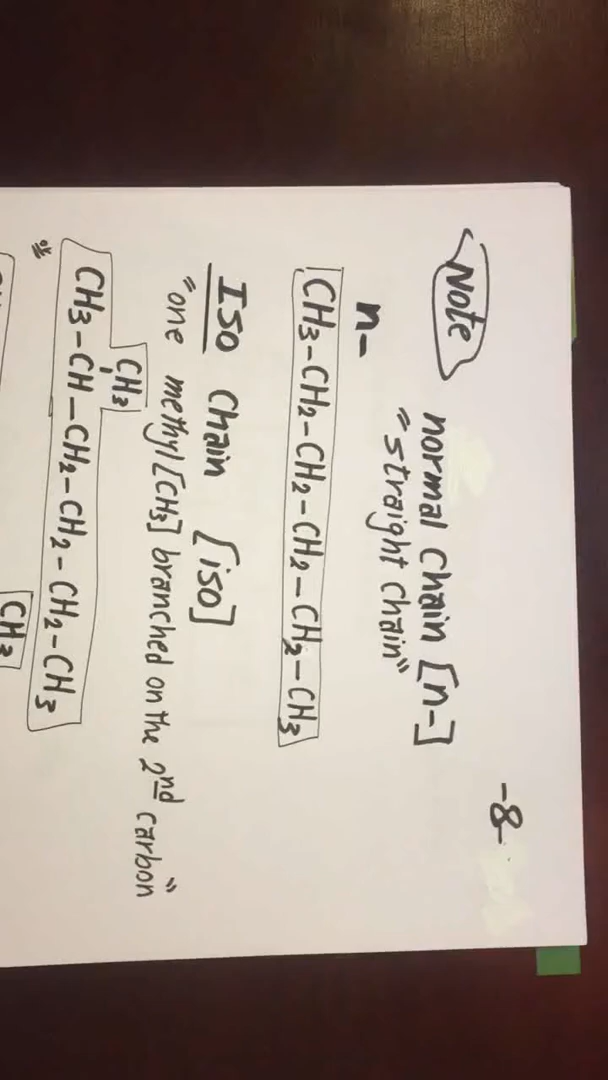 -8-
Note
normal chain [n-]
"straight chain"
n-
CH3-CH2-CH2-CH2-CH2-CH3
Iso chain [iso]
"one methyl [CH3] branched on the 2nd carbon"
CH3
CH3-CH-CH2-CH2-CH2-CH3
CH3